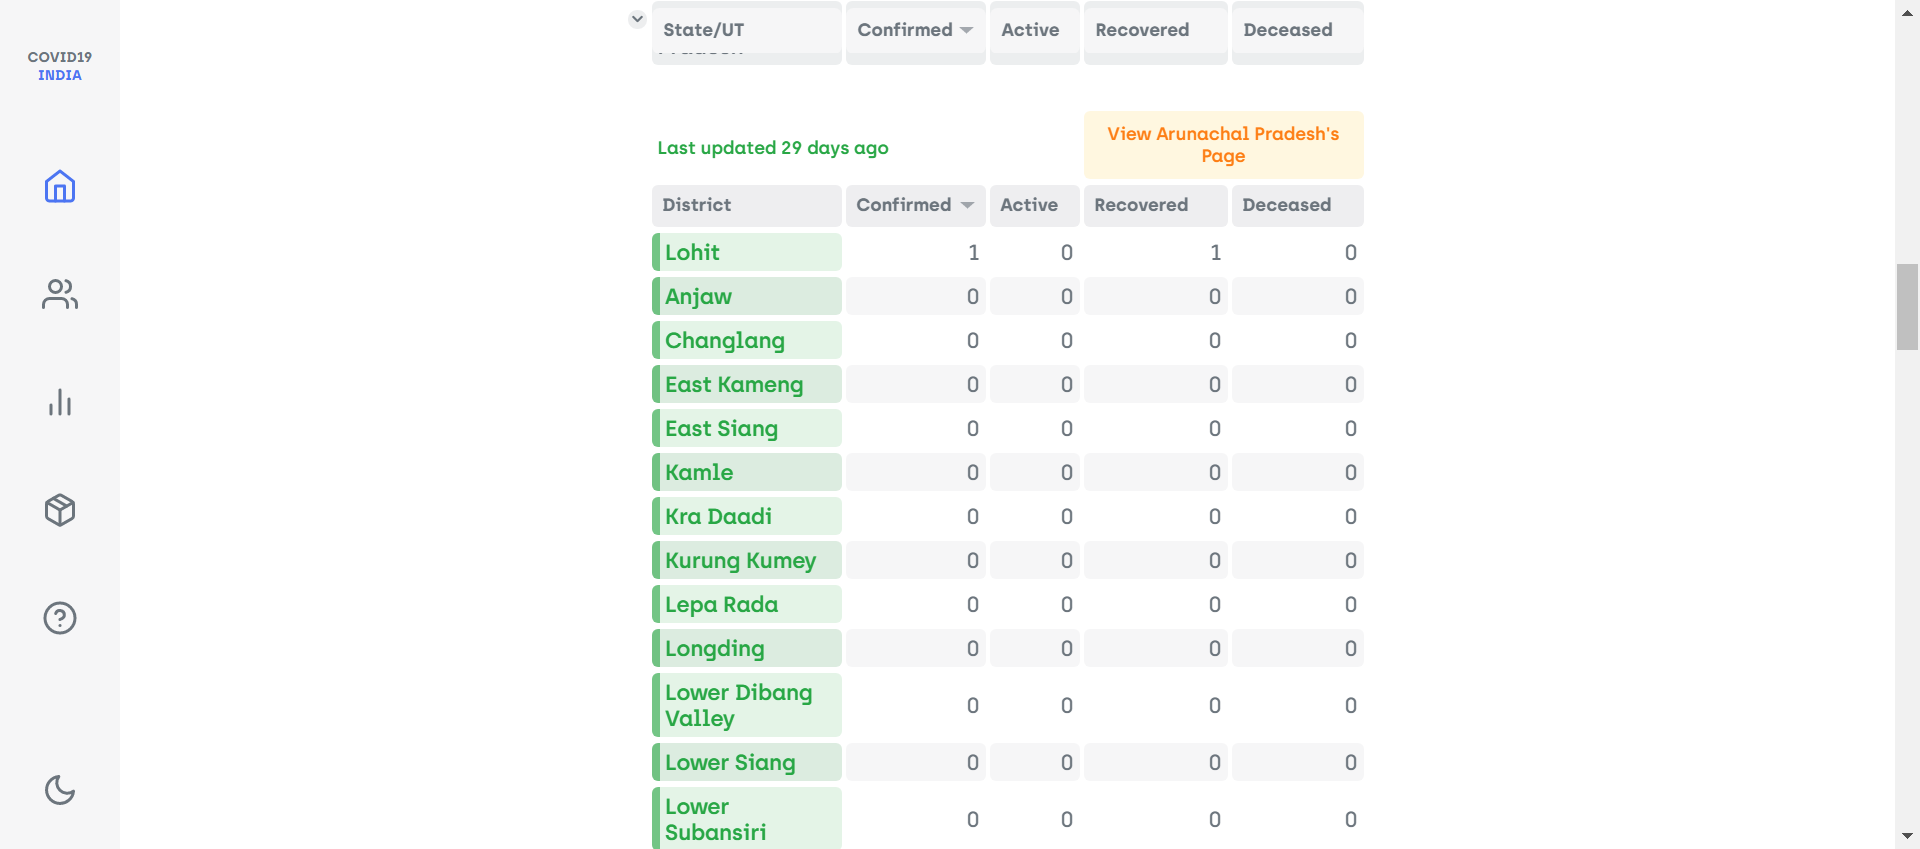 COVID19
INDIA
State/UT Confirmed Active Recovered Deceased
Last updated 29 days ago
View Arunachal Pradesh's
Page
District Confirmed Active Recovered Deceased
Lohit 1 0 1 0
Anjaw 0 0 0 0
Changlang 0 0 0 0
East Kameng 0 0 0 0
East Siang 0 0 0 0
Kamle 0 0 0 0
Kra Daadi 0 0 0 0
Kurung Kumey 0 0 0 0
Lepa Rada 0 0 0 0
Longding 0 0 0 0
Lower Dibang
Valley 0 0 0 0
Lower Siang 0 0 0 0
Lower
Subansiri 0 0 0 0